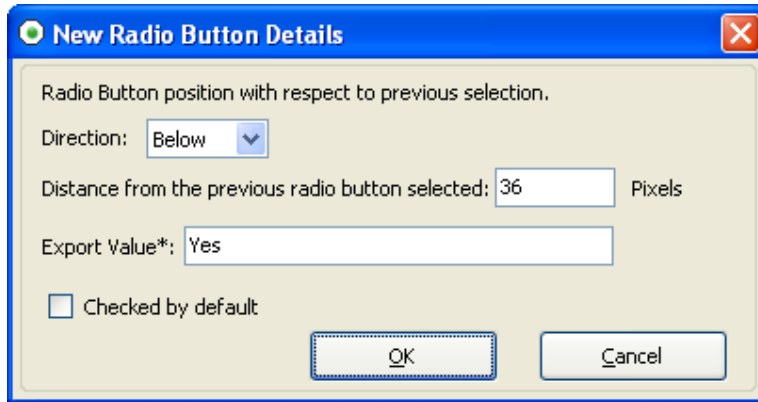 New Radio Button Details
Radio Button position with respect to previous selection.
Direction: Below
Distance from the previous radio button selected: 36 Pixels
Export Value*: Yes
Checked by default
OK Cancel